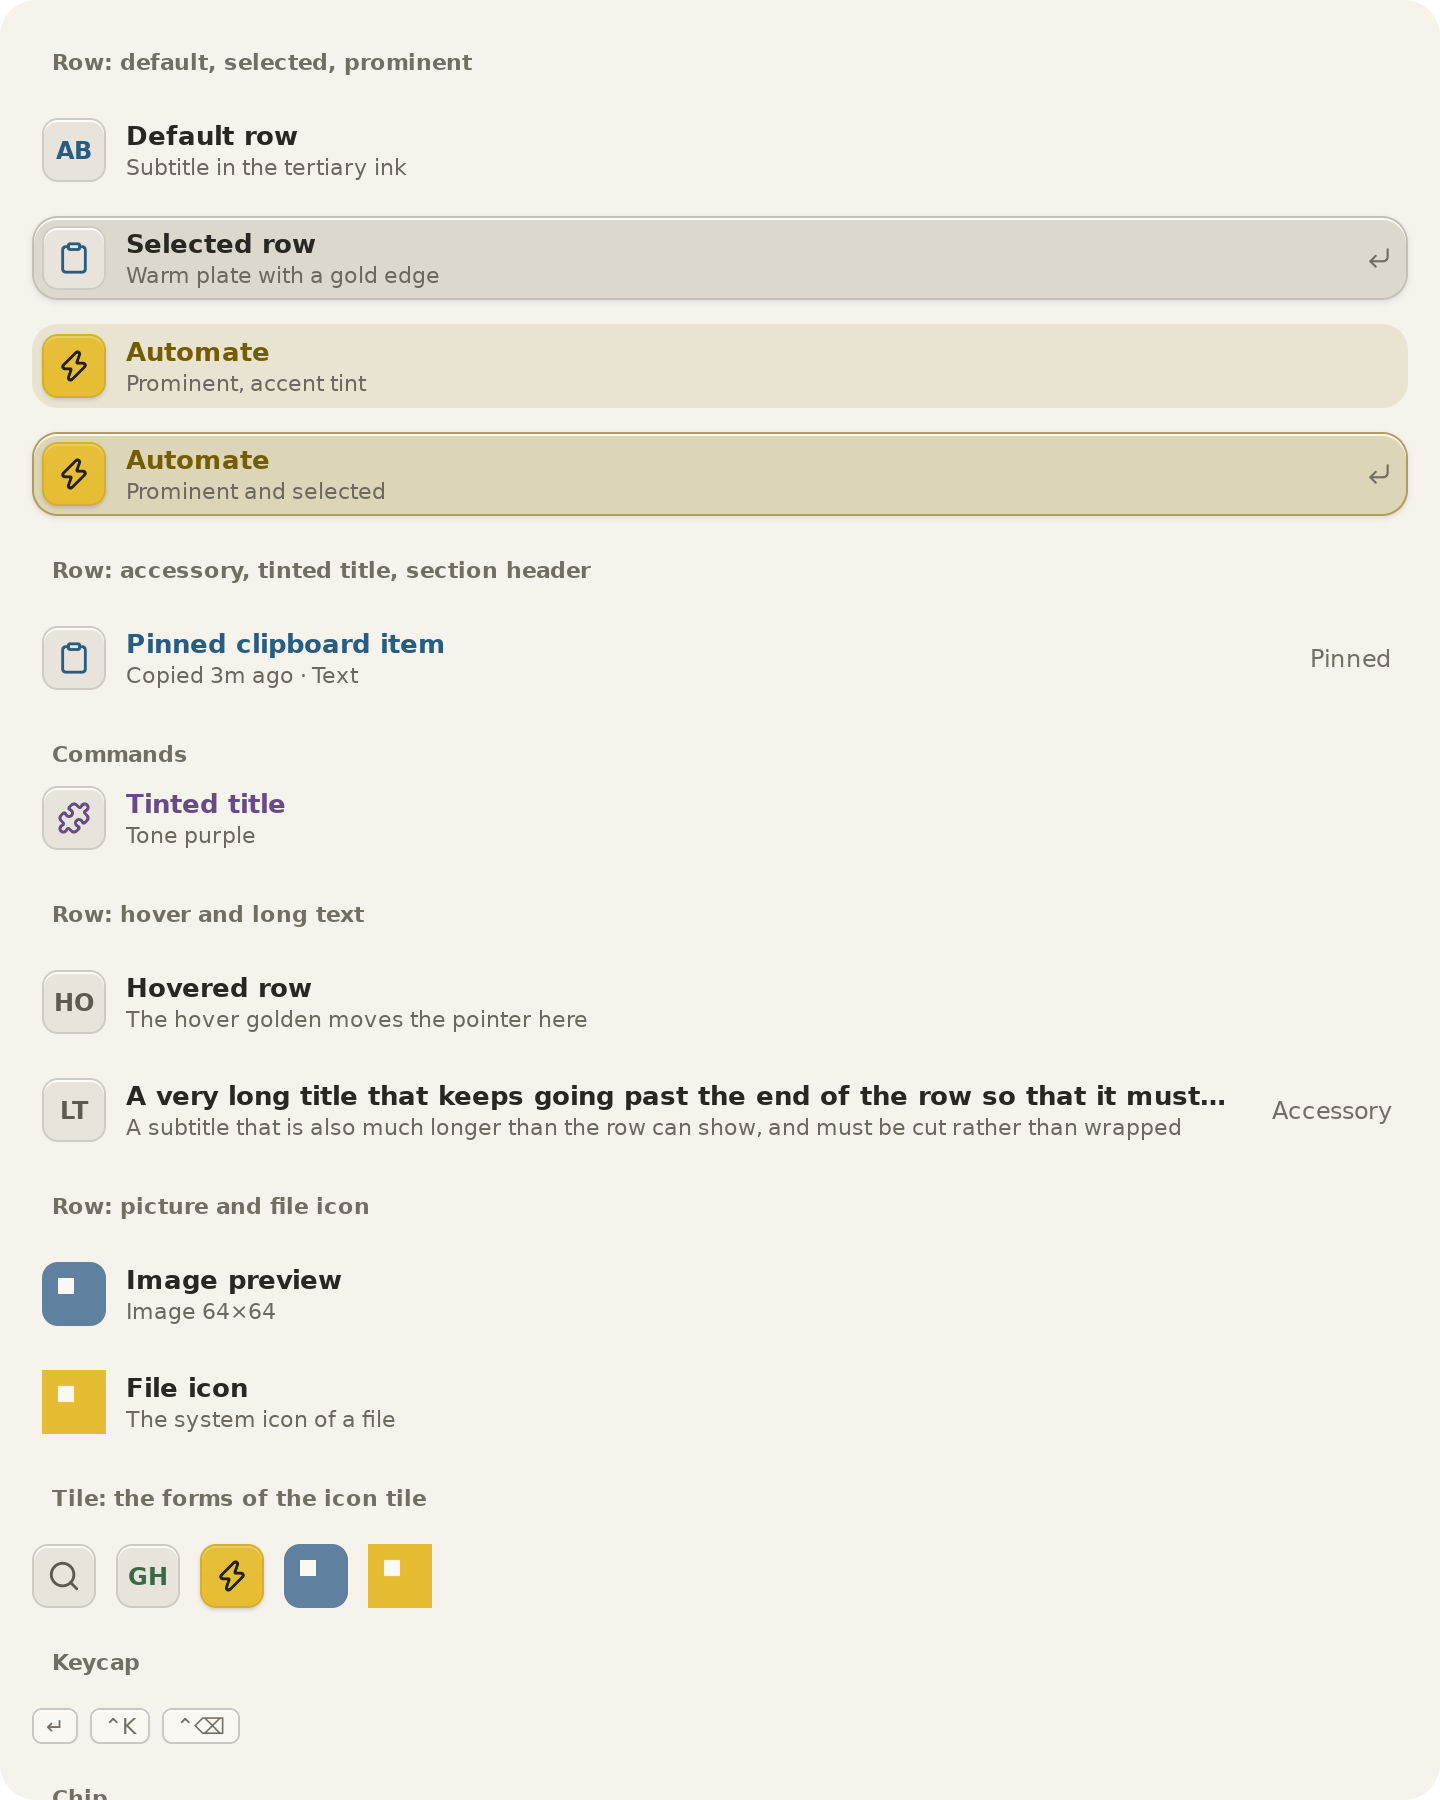 Row: default, selected, prominent
AB
Default row
Subtitle in the tertiary ink
Selected row
Warm plate with a gold edge
↵
Automate
Prominent, accent tint
Automate
Prominent and selected
↵
Row: accessory, tinted title, section header
Pinned clipboard item
Copied 3m ago · Text
Pinned
Commands
Tinted title
Tone purple
Row: hover and long text
HO
Hovered row
The hover golden moves the pointer here
LT
A very long title that keeps going past the end of the row so that it must…
A subtitle that is also much longer than the row can show, and must be cut rather than wrapped
Accessory
Row: picture and file icon
Image preview
Image 64×64
File icon
The system icon of a file
Tile: the forms of the icon tile
GH
Keycap
↵ ⌃K ⌃⌫
Chip